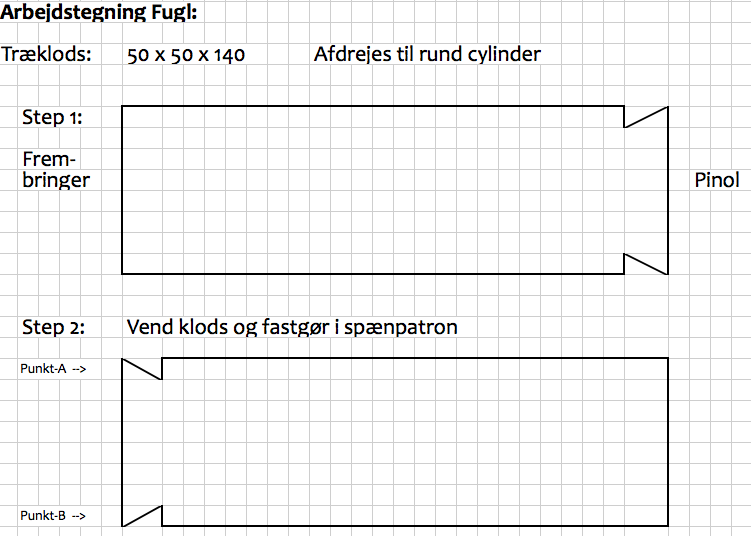 Arbejdstegning Fugl:
Træklods: 50 x 50 x 140 Afdrejes til rund cylinder
Step 1:
Frem-
bringer
Pinol
Step 2: Vend klods og fastgør i spænpatron
Punkt-A -->
Punkt-B -->